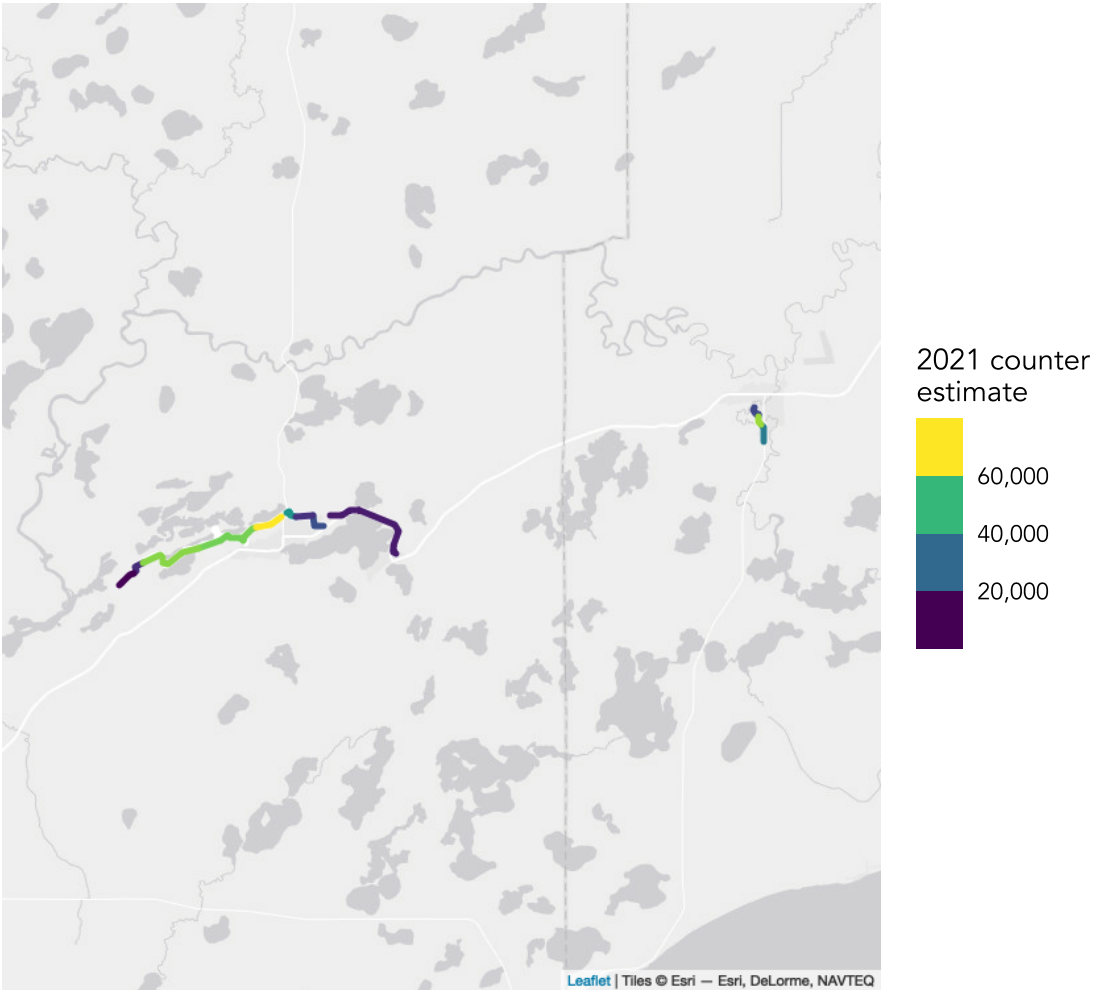 2021 counter
estimate
60,000
40,000
20,000
Leaflet | Tiles © Esri — Esri, DeLorme, NAVTEQ